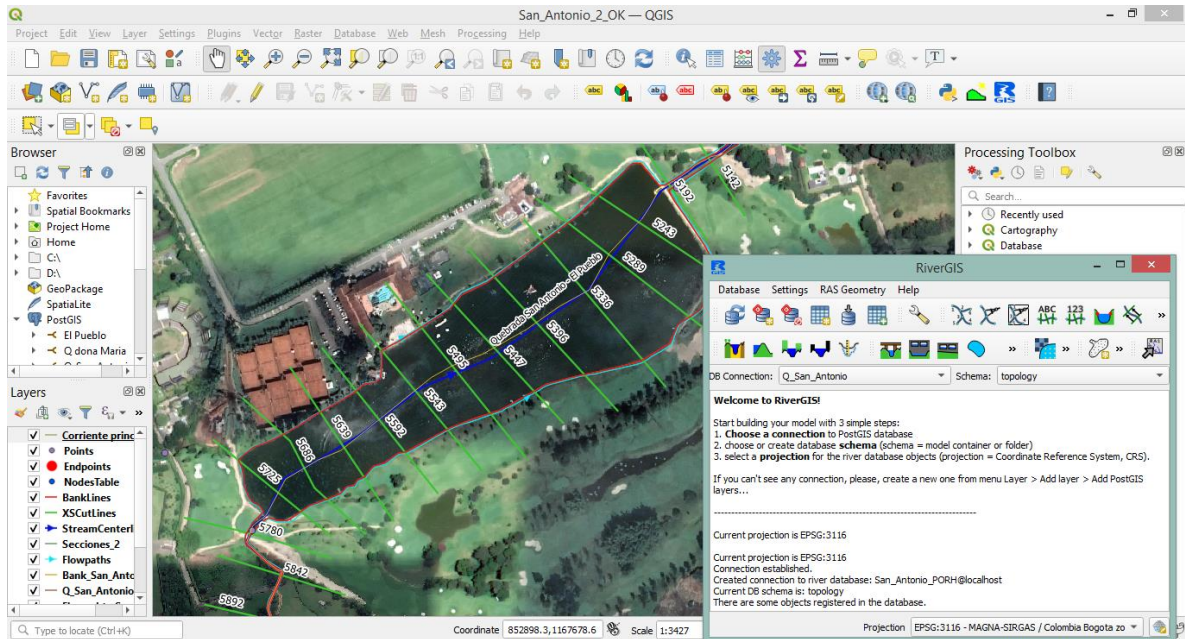 San_Antonio_2_OK — QGIS
Project Edit View Layer Settings Plugins Vector Raster Database Web Mesh Processing Help
Browser
Favorites
Spatial Bookmarks
Project Home
Home
C:\
D:\
GeoPackage
SpatiaLite
PostGIS
El Pueblo
Q dona Maria
Layers
Corriente princ
Points
Endpoints
NodesTable
BankLines
XSCutLines
StreamCenterl
Secciones_2
Flowpaths
Bank_San_Anto
Q_San_Antonio
5142
5192
5243
5289
5336
5396
5447
5495
5543
5592
5639
5686
5725
5780
5842
5892
Quebrada San Antonio - El Pueblo
Processing Toolbox
Search...
Recently used
Cartography
Database
RiverGIS
Database Settings RAS Geometry Help
DB Connection: Q_San_Antonio Schema: topology
Welcome to RiverGIS!
Start building your model with 3 simple steps:
1. Choose a connection to PostGIS database
2. choose or create database schema (schema = model container or folder)
3. select a projection for the river database objects (projection = Coordinate Reference System, CRS).
If you can't see any connection, please, create a new one from menu Layer > Add layer > Add PostGIS
layers...
Current projection is EPSG:3116
Current projection is EPSG:3116
Connection established.
Created connection to river database: San_Antonio_PORH@localhost
Current DB schema is: topology
There are some objects registered in the database.
Projection EPSG:3116 - MAGNA-SIRGAS / Colombia Bogota zo
Type to locate (Ctrl+K)
Coordinate 852898.3,1167678.6 Scale 1:3427